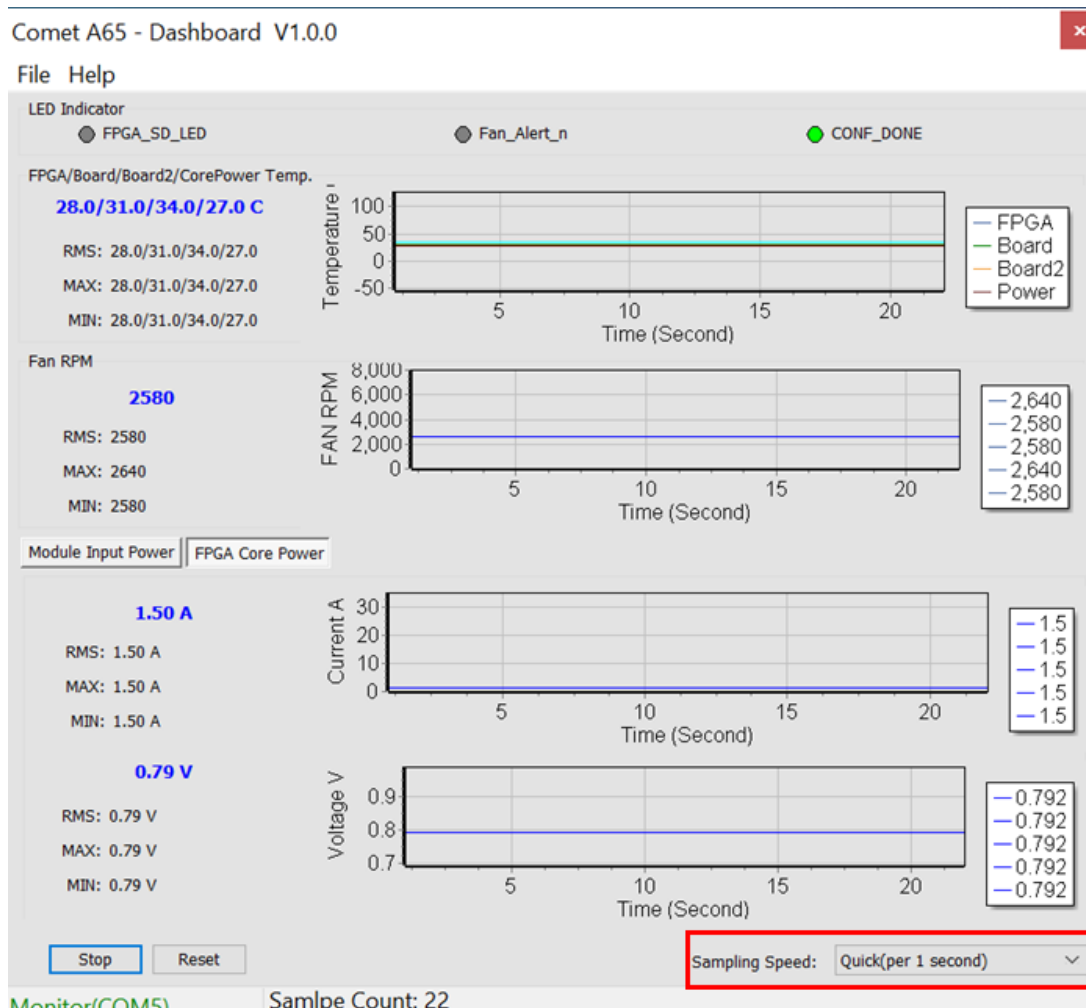 Comet A65 - Dashboard V1.0.0
×
File Help
LED Indicator
FPGA_SD_LED Fan_Alert_n CONF_DONE
FPGA/Board/Board2/CorePower Temp.
28.0/31.0/34.0/27.0 C
RMS: 28.0/31.0/34.0/27.0
MAX: 28.0/31.0/34.0/27.0
MIN: 28.0/31.0/34.0/27.0
Temperature
100
50
0
-50
5 10 15 20
Time (Second)
FPGA
Board
Board2
Power
Fan RPM
2580
RMS: 2580
MAX: 2640
MIN: 2580
FAN RPM
8,000
6,000
4,000
2,000
0
5 10 15 20
Time (Second)
2,640
2,580
2,580
2,640
2,580
Module Input Power FPGA Core Power
1.50 A
RMS: 1.50 A
MAX: 1.50 A
MIN: 1.50 A
Current A
30
20
10
0
5 10 15 20
Time (Second)
1.5
1.5
1.5
1.5
1.5
0.79 V
RMS: 0.79 V
MAX: 0.79 V
MIN: 0.79 V
Voltage V
0.9
0.8
0.7
5 10 15 20
Time (Second)
0.792
0.792
0.792
0.792
0.792
Stop Reset
Sampling Speed: Quick(per 1 second)
Monitor(COM5) Samlpe Count: 22